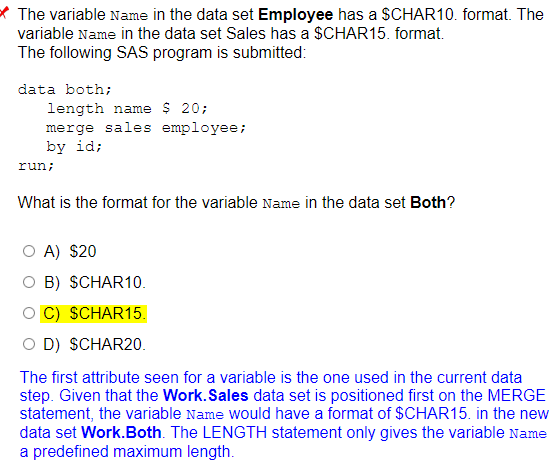 The variable Name in the data set Employee has a $CHAR10. format. The
variable Name in the data set Sales has a $CHAR15. format.
The following SAS program is submitted:
data both;
length name $ 20;
merge sales employee;
by id;
run;
What is the format for the variable Name in the data set Both?
A) $20
B) $CHAR10.
C) $CHAR15.
D) $CHAR20.
The first attribute seen for a variable is the one used in the current data
step. Given that the Work.Sales data set is positioned first on the MERGE
statement, the variable Name would have a format of $CHAR15. in the new
data set Work.Both. The LENGTH statement only gives the variable Name
a predefined maximum length.